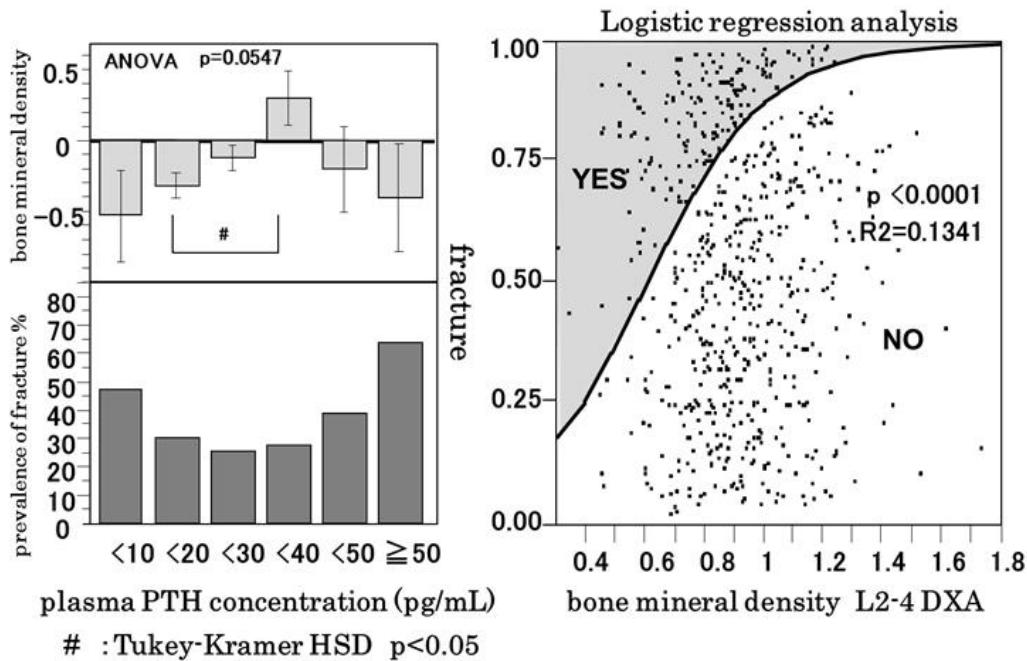 Logistic regression analysis
ANOVA p=0.0547
bone mineral density
0.5
0
−0.5
#
prevalence of fracture %
80
70
60
50
40
30
20
10
0
<10 <20 <30 <40 <50 ≧50
plasma PTH concentration (pg/mL)
# :Tukey-Kramer HSD p<0.05
fracture
1.00
0.75
0.50
0.25
0.00
YES
p <0.0001
R2=0.1341
NO
0.4 0.6 0.8 1 1.2 1.4 1.6 1.8
bone mineral density L2-4 DXA